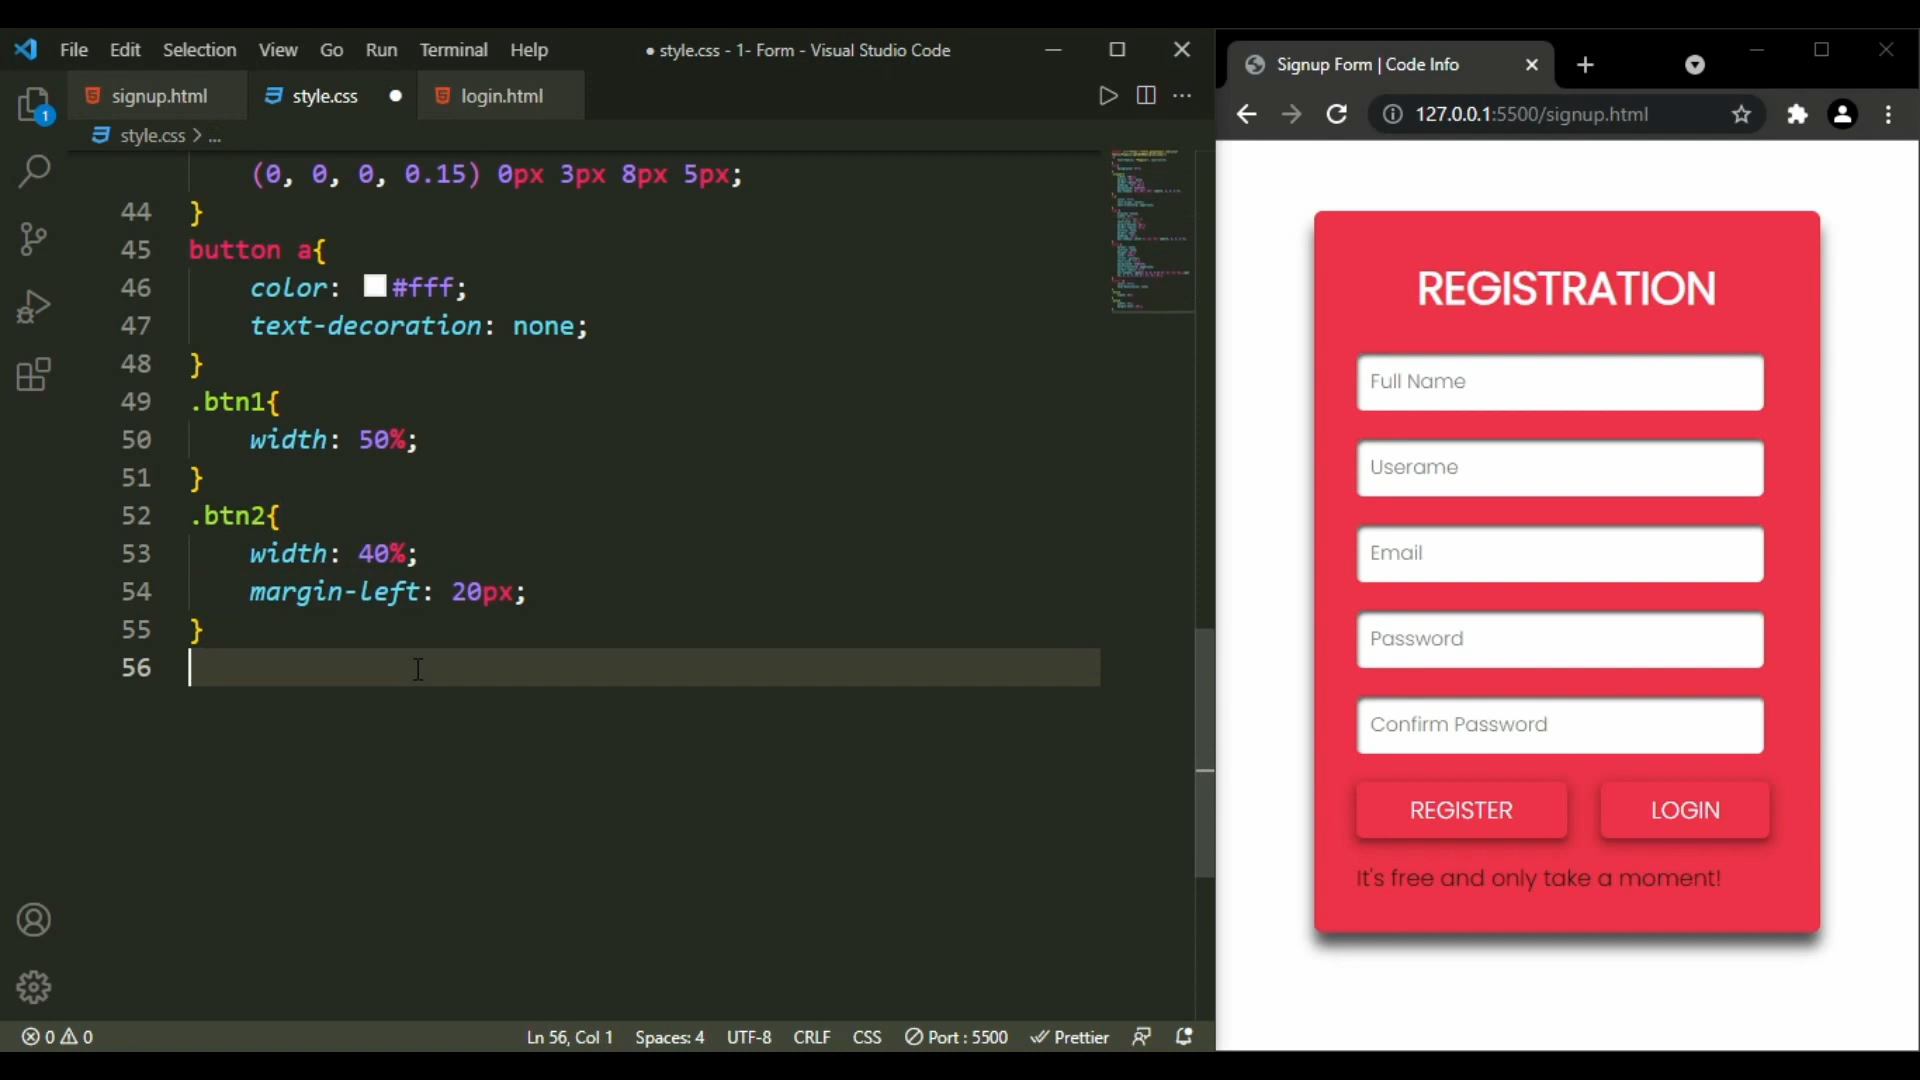 File Edit Selection View Go Run Terminal Help
● style.css - 1- Form - Visual Studio Code
signup.html
style.css
login.html
style.css > ...
(0, 0, 0, 0.15) 0px 3px 8px 5px;
44 }
45 button a{
46 color: #fff;
47 text-decoration: none;
48 }
49 .btn1{
50 width: 50%;
51 }
52 .btn2{
53 width: 40%;
54 margin-left: 20px;
55 }
56
1
0 0
Ln 56, Col 1
Spaces: 4
UTF-8
CRLF
CSS
Port : 5500
Prettier
Signup Form | Code Info
127.0.0.1:5500/signup.html
REGISTRATION
Full Name
Userame
Email
Password
Confirm Password
REGISTER
LOGIN
It's free and only take a moment!